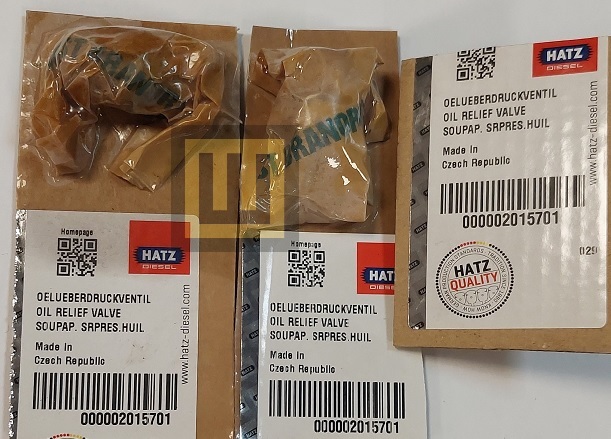 Homepage
HATZ
DIESEL
OELUEBERDRUCKVENTIL
OIL RELIEF VALVE
SOUPAP. SRPRES.HUIL
Made in
Czech Republic
000002015701
www.hatz-diesel.com
Homepage
HATZ
DIESEL
OELUEBERDRUCKVENTIL
OIL RELIEF VALVE
SOUPAP. SRPRES.HUIL
Made in
Czech Republic
000002015701
HATZ
DIESEL
OELUEBERDRUCKVENTIL
OIL RELIEF VALVE
SOUPAP. SRPRES.HUIL
Made in
Czech Republic
000002015701
www.hatz-diesel.com
029
HATZ
QUALITY